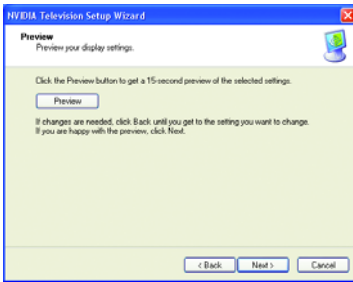 NVIDIA Television Setup Wizard
Preview
Preview your display settings.
Click the Preview button to get a 15-second preview of the selected settings.
Preview
If changes are needed, click Back until you get to the setting you want to change.
If you are happy with the preview, click Next.
< Back
Next >
Cancel